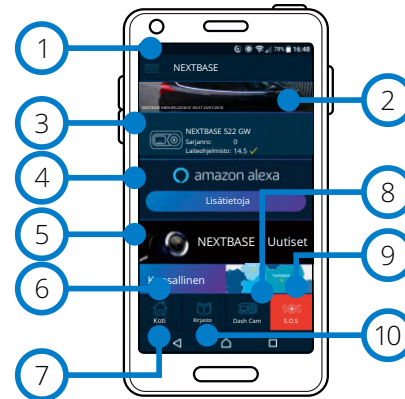 1
78% 16:48
NEXTBASE
2
3
NEXTBASE 522 GW
Sarjanro: 0
Laiteohjelmisto: 14.5
4
amazon alexa
Lisätietoja
8
5
NEXTBASE Uutiset
9
6
7
Koti
Kirjasto
Dash Cam
SOS
S.O.S
10